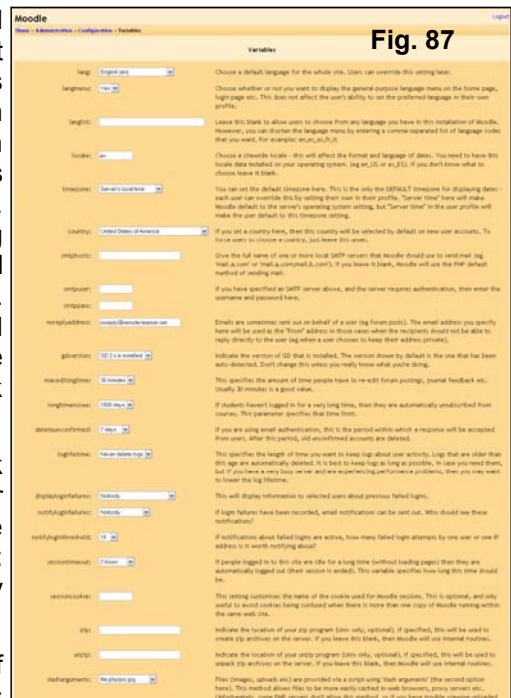 Moodle
Logout
Home » Administration » Configuration » Variables
Fig. 87
Variables
lang: English (en)
Choose a default language for the whole site. Users can override this setting later.
langmenu: Yes
Choose whether or not you want to display the general-purpose language menu on the home page,
login page etc. This does not affect the user's ability to set the preferred language in their own
profile.
langlist:
Leave this blank to allow users to choose from any language you have in this installation of Moodle.
However, you can shorten the language menu by entering a comma-separated list of language codes
that you want. For example: en,es_es,fr,it
locale: en
Choose a sitewide locale - this will affect the format and language of dates. You need to have this
locale data installed on your operating system. (eg en_US or es_ES). If you don't know what to
choose leave it blank.
timezone: Server's local time
You can set the default timezone here. This is the only the DEFAULT timezone for displaying dates -
each user can override this by setting their own in their profile. "Server time" here will make
Moodle default to the server's operating system setting, but "Server time" in the user profile will
make the user default to this timezone setting.
country: United States of America
If you set a country here, then this country will be selected by default on new user accounts. To
force users to choose a country, just leave this unset.
smtphosts:
Give the full name of one or more local SMTP servers that Moodle should use to send mail (eg
'mail.a.com' or 'mail.a.com;mail.b.com'). If you leave it blank, Moodle will use the PHP default
method of sending mail.
smtpuser:
smtppass:
If you have specified an SMTP server above, and the server requires authentication, then enter the
username and password here.
noreplyaddress: noreply@remote-learner.net
Emails are sometimes sent out on behalf of a user (eg forum posts). The email address you specify
here will be used as the "From" address in those cases when the recipients should not be able to
reply directly to the user (eg when a user chooses to keep their address private).
gdversion: GD 2.x is installed
Indicate the version of GD that is installed. The version shown by default is the one that has been
auto-detected. Don't change this unless you really know what you're doing.
maxeditingtime: 30 minutes
This specifies the amount of time people have to re-edit forum postings, journal feedback etc.
Usually 30 minutes is a good value.
longtimenosee: 1000 days
If students haven't logged in for a very long time, then they are automatically unsubscribed from
courses. This parameter specifies that time limit.
deleteunconfirmed: 7 days
If you are using email authentication, this is the period within which a response will be accepted
from users. After this period, old unconfirmed accounts are deleted.
loglifetime: Never delete logs
This specifies the length of time you want to keep logs about user activity. Logs that are older than
this age are automatically deleted. It is best to keep logs as long as possible, in case you need them,
but if you have a very busy server and are experiencing performance problems, then you may want
to lower the log lifetime.
displayloginfailures: Nobody
This will display information to selected users about previous failed logins.
notifyloginfailures: Nobody
If login failures have been recorded, email notifications can be sent out. Who should see these
notifications?
notifyloginthreshold: 10
If notifications about failed logins are active, how many failed login attempts by one user or one IP
address is it worth notifying about?
sessiontimeout: 2 hours
If people logged in to this site are idle for a long time (without loading pages) then they are
automatically logged out (their session is ended). This variable specifies how long this time should
be.
sessioncookie:
This setting customises the name of the cookie used for Moodle sessions. This is optional, and only
useful to avoid cookies being confused when there is more than one copy of Moodle running within
the same web site.
zip:
Indicate the location of your zip program (Unix only, optional). If specified, this will be used to
create zip archives on the server. If you leave this blank, then Moodle will use internal routines.
unzip:
Indicate the location of your unzip program (Unix only, optional). If specified, this will be used to
unpack zip archives on the server. If you leave this blank, then Moodle will use internal routines.
slasharguments: file.php/pic.jpg
Files (images, uploads etc) are provided via a script using 'slash arguments' (the second option
here). This method allows files to be more easily cached in web browsers, proxy servers etc.
Unfortunately, some PHP servers don't allow this method, so if you have trouble viewing uploaded